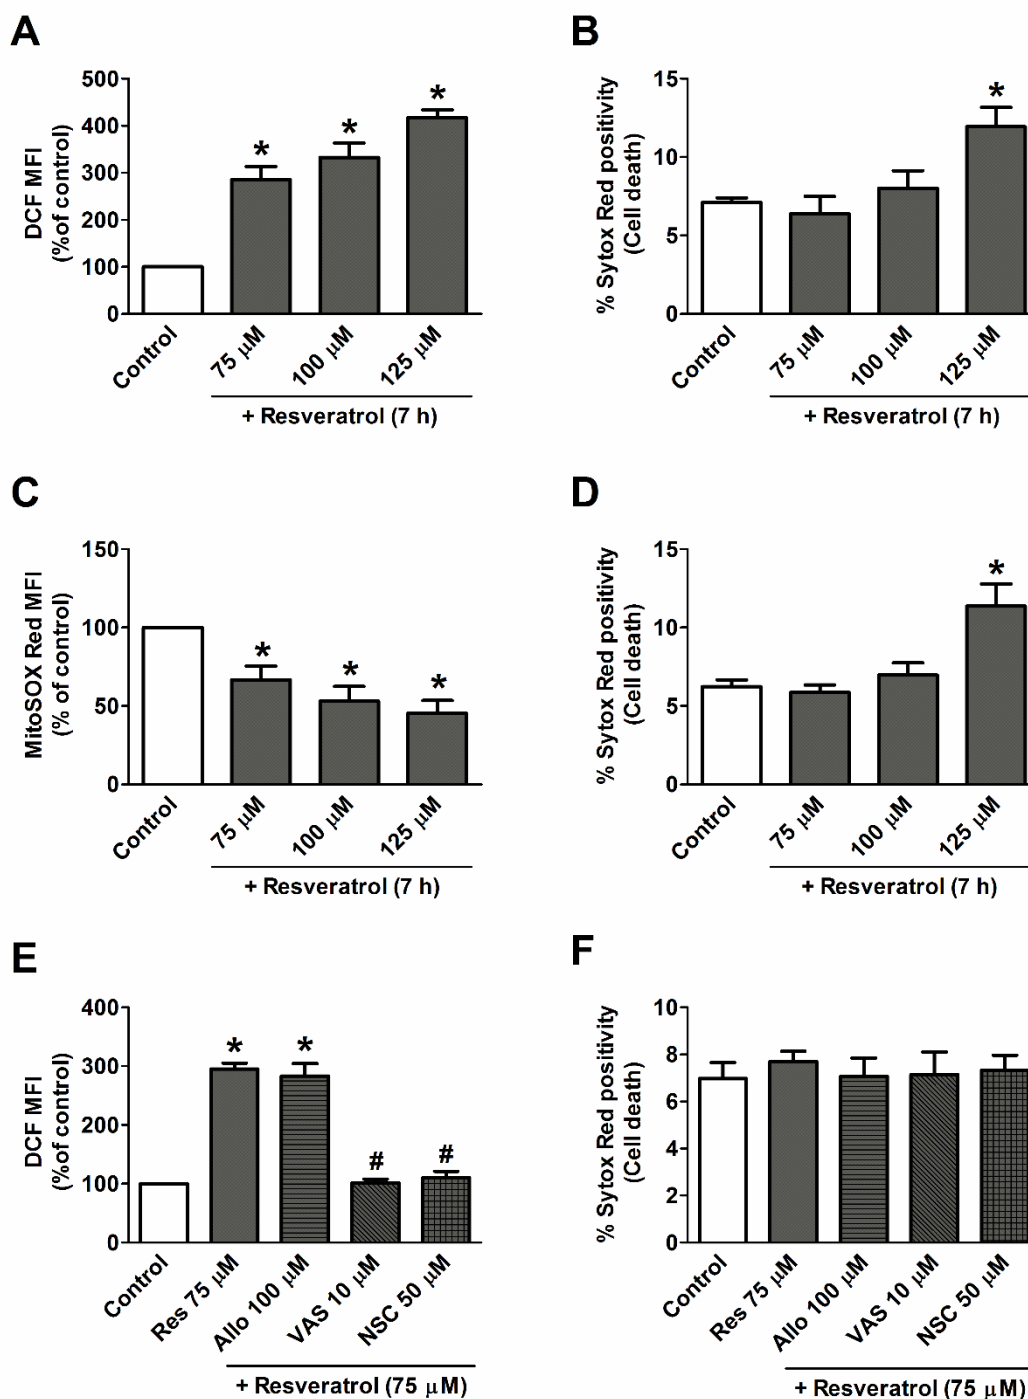 A
DCF MFI
(%of control)
500
400
300
200
100
0
*
*
*
Control
75 μM
100 μM
125 μM
+ Resveratrol (7 h)
B
% Sytox Red positivity
(Cell death)
15
10
5
0
*
Control
75 μM
100 μM
125 μM
+ Resveratrol (7 h)
C
MitoSOX Red MFI
(% of control)
150
100
50
0
*
*
*
Control
75 μM
100 μM
125 μM
+ Resveratrol (7 h)
D
% Sytox Red positivity
(Cell death)
15
10
5
0
*
Control
75 μM
100 μM
125 μM
+ Resveratrol (7 h)
E
DCF MFI
(%of control)
400
300
200
100
0
*
*
#
#
Control
Res 75 μM
Allo 100 μM
VAS 10 μM
NSC 50 μM
+ Resveratrol (75 μM)
F
% Sytox Red positivity
(Cell death)
10
8
6
4
2
0
Control
Res 75 μM
Allo 100 μM
VAS 10 μM
NSC 50 μM
+ Resveratrol (75 μM)